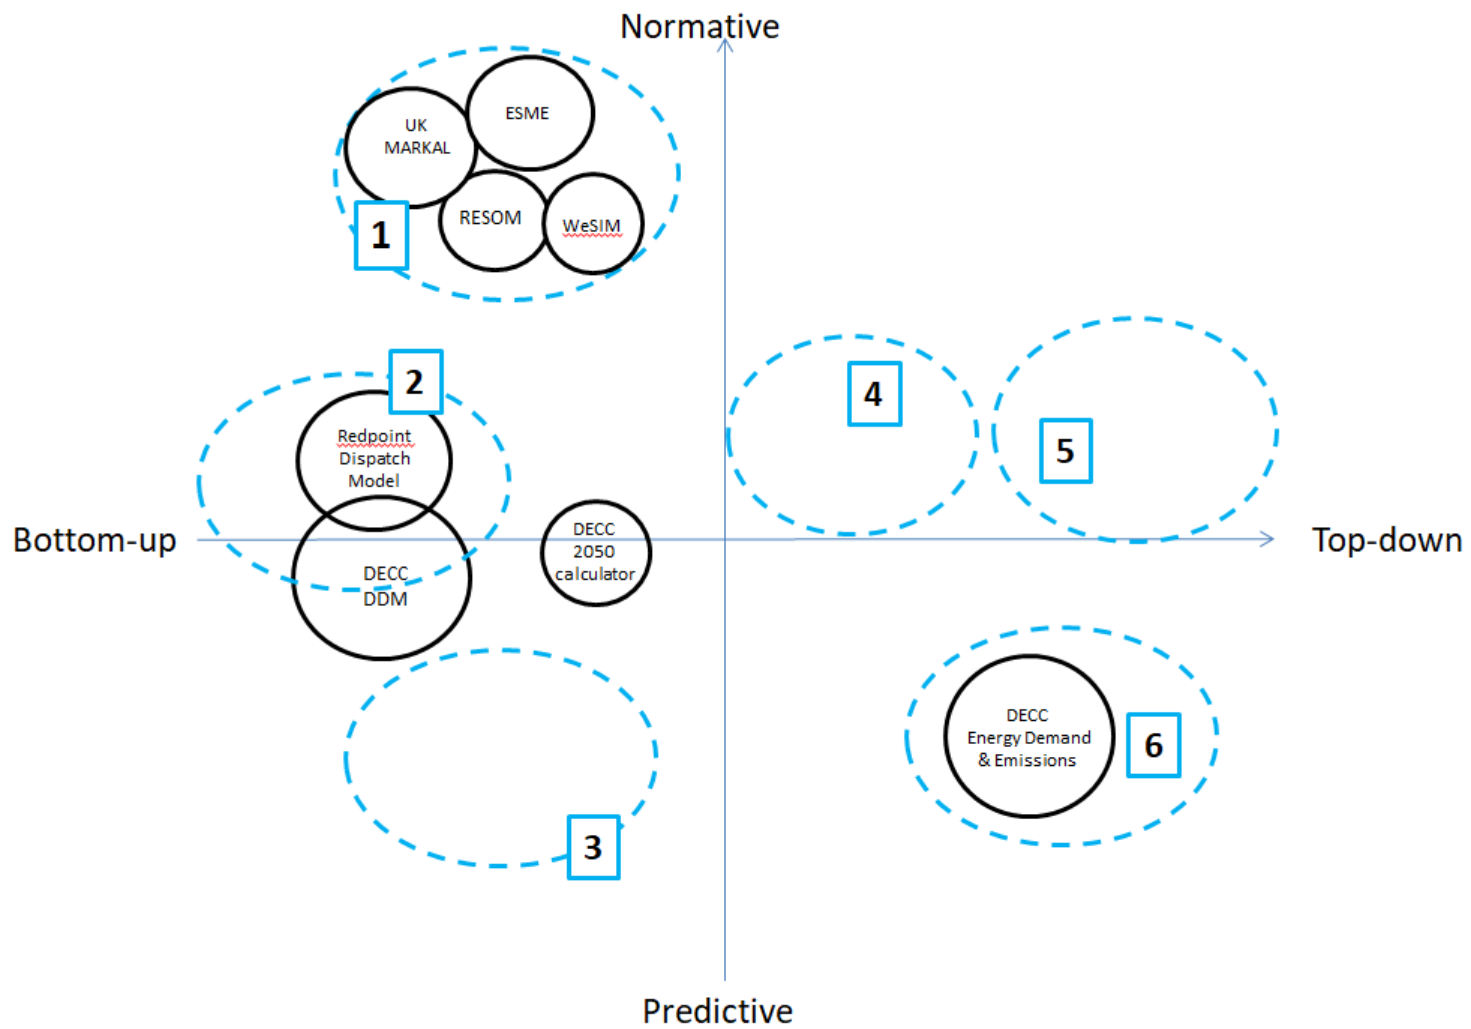 Normative
ESME
UK
MARKAL
RESOM
WeSIM
1
2
Redpoint
Dispatch
Model
4
5
Bottom-up
DECC
2050
calculator
Top-down
DECC
DDM
DECC
Energy Demand
& Emissions
6
3
Predictive